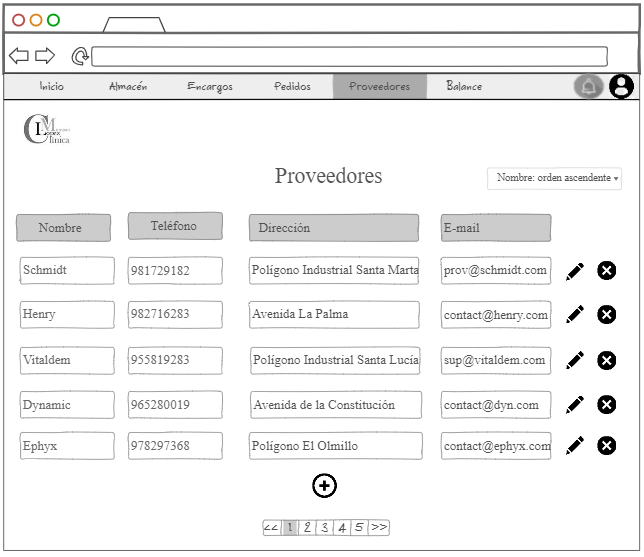 Inicio Almacén Encargos Pedidos Proveedores Balance
CLM
López
Clínica
Proveedores
Nombre: orden ascendente
Nombre Teléfono Dirección E-mail
Schmidt 981729182 Polígono Industrial Santa Marta prov@schmidt.com
Henry 982716283 Avenida La Palma contact@henry.com
Vitaldem 955819283 Polígono Industrial Santa Lucía sup@vitaldem.com
Dynamic 965280019 Avenida de la Constitución contact@dyn.com
Ephyx 978297368 Polígono El Olmillo contact@ephyx.com
<< 1 2 3 4 5 >>